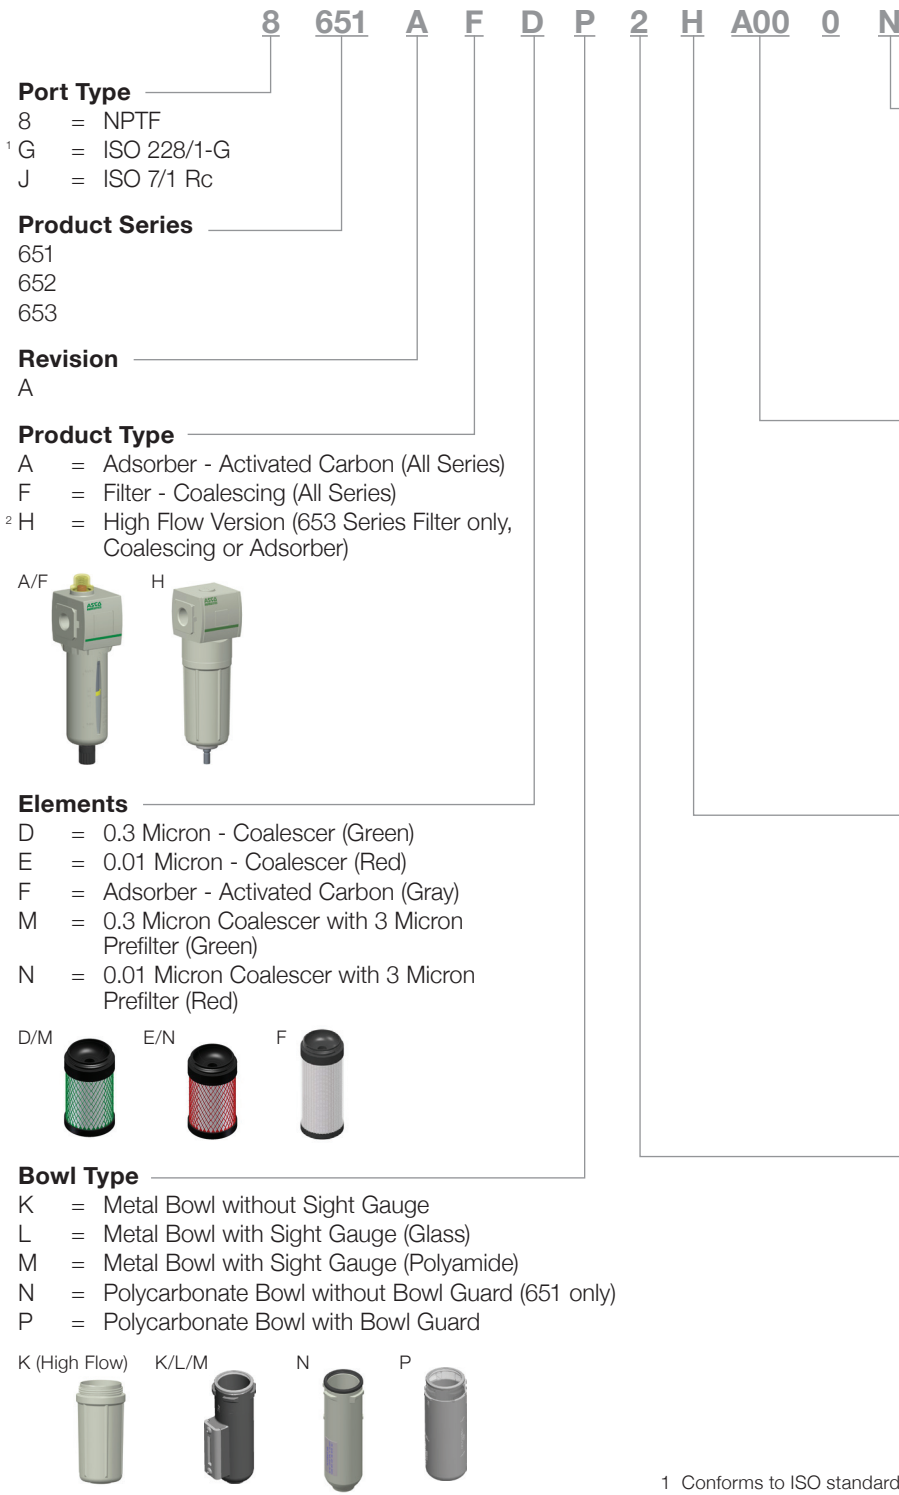 8 651 A F D P 2 H A00 0 N
Port Type
8 = NPTF
1 G = ISO 228/1-G
J = ISO 7/1 Rc
Product Series
651
652
653
Revision
A
Product Type
A = Adsorber - Activated Carbon (All Series)
F = Filter - Coalescing (All Series)
2 H = High Flow Version (653 Series Filter only,
Coalescing or Adsorber)
A/F H
ASCO ASCO
Elements
D = 0.3 Micron - Coalescer (Green)
E = 0.01 Micron - Coalescer (Red)
F = Adsorber - Activated Carbon (Gray)
M = 0.3 Micron Coalescer with 3 Micron
Prefilter (Green)
N = 0.01 Micron Coalescer with 3 Micron
Prefilter (Red)
D/M E/N F
Bowl Type
K = Metal Bowl without Sight Gauge
L = Metal Bowl with Sight Gauge (Glass)
M = Metal Bowl with Sight Gauge (Polyamide)
N = Polycarbonate Bowl without Bowl Guard (651 only)
P = Polycarbonate Bowl with Bowl Guard
K (High Flow) K/L/M N P
1 Conforms to ISO standard